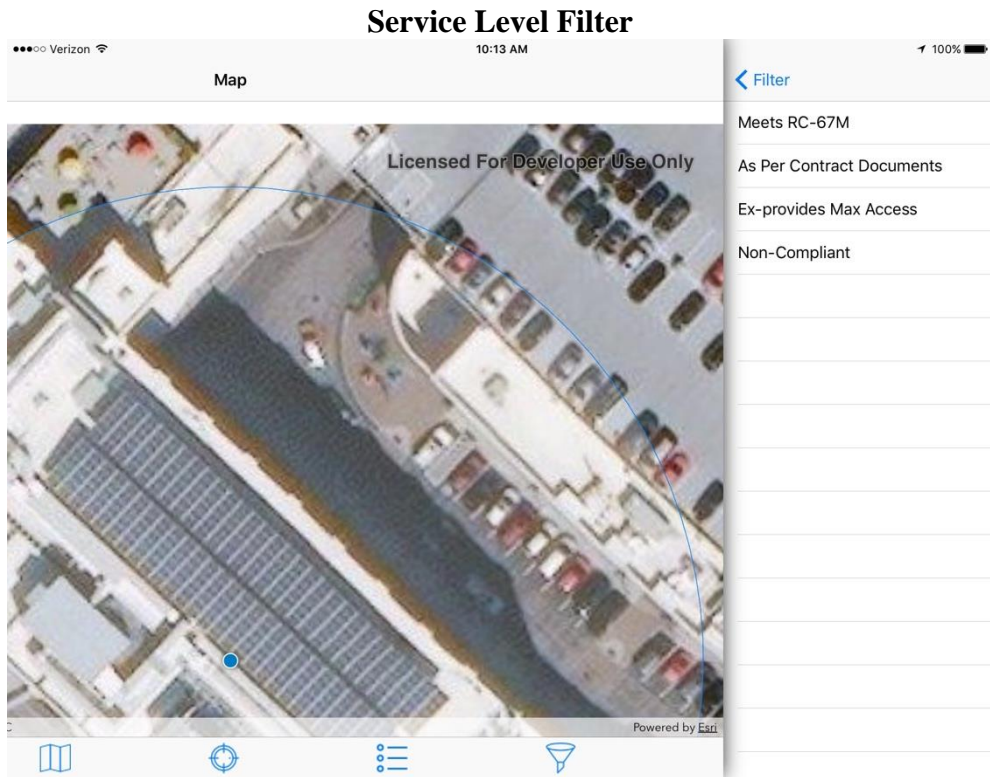 Service Level Filter
Verizon
10:13 AM
100%
Map
Filter
Licensed For Developer Use Only
Meets RC-67M
As Per Contract Documents
Ex-provides Max Access
Non-Compliant
C
Powered by Esri